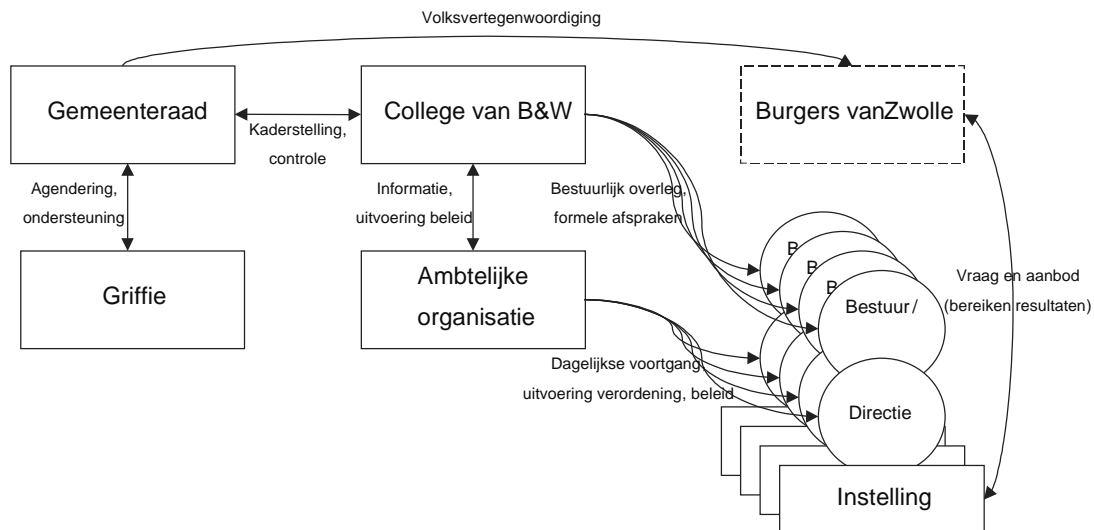 Volksvertegenwoordiging
Gemeenteraad
College van B&W
Burgers vanZwolle
Kaderstelling,
controle
Agendering,
ondersteuning
Informatie,
uitvoering beleid
Bestuurlijk overleg,
formele afspraken
Griffie
Ambtelijke
organisatie
B
B
B
Bestuur/
Vraag en aanbod
(bereiken resultaten)
Dagelijkse voortgang,
uitvoering verordening, beleid
Directie
Instelling